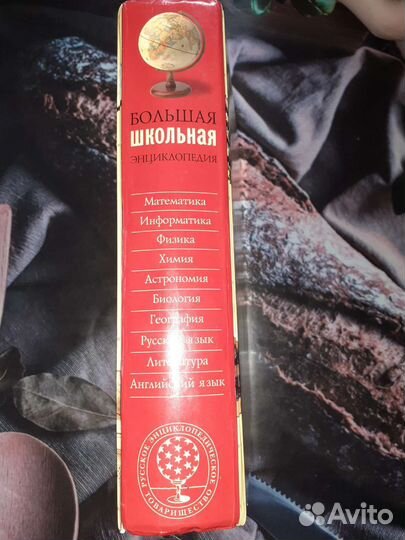 БОЛЬШАЯ
ШКОЛЬНАЯ
ЭНЦИКЛОПЕДИЯ
Математика
Информатика
Физика
Химия
Астрономия
Биология
География
Русский язык
Литература
Английский язык
РУССКОЕ ЭНЦИКЛОПЕДИЧЕСКОЕ
ТОВАРИЩЕСТВО
Avito